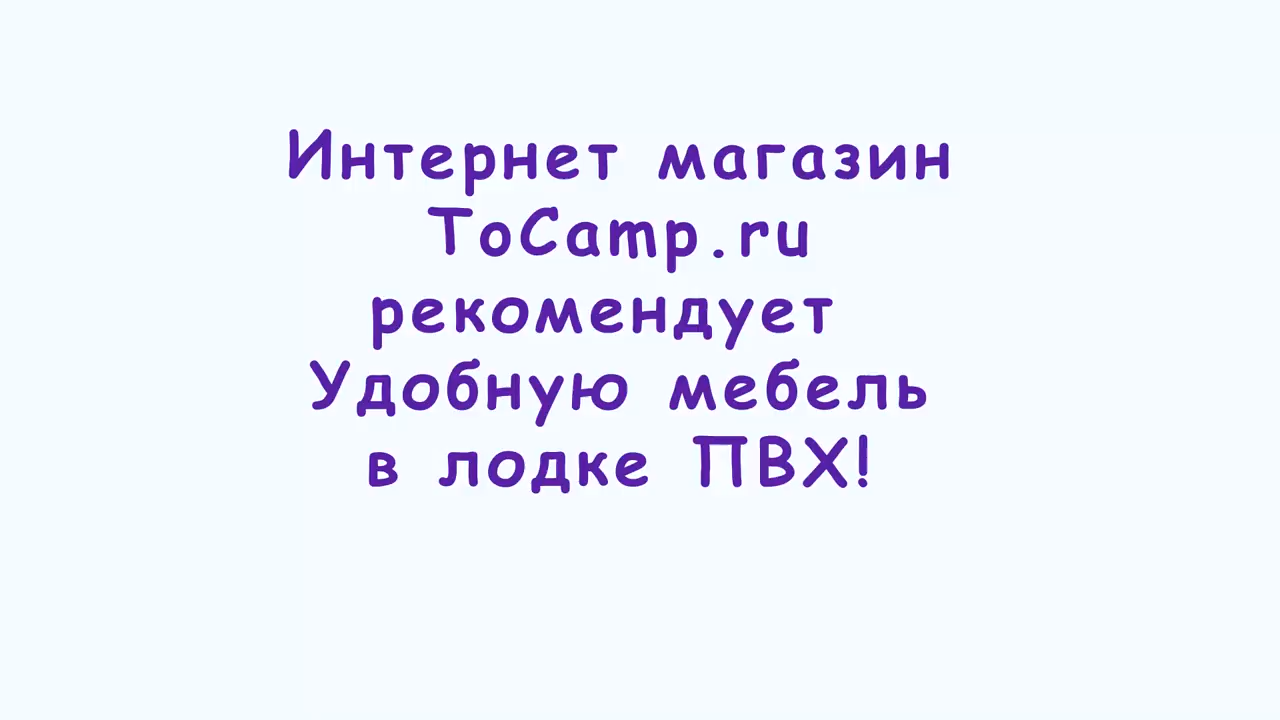 Интернет магазин
ToCamp.ru
рекомендует
Удобную мебель
в лодке ПВХ!